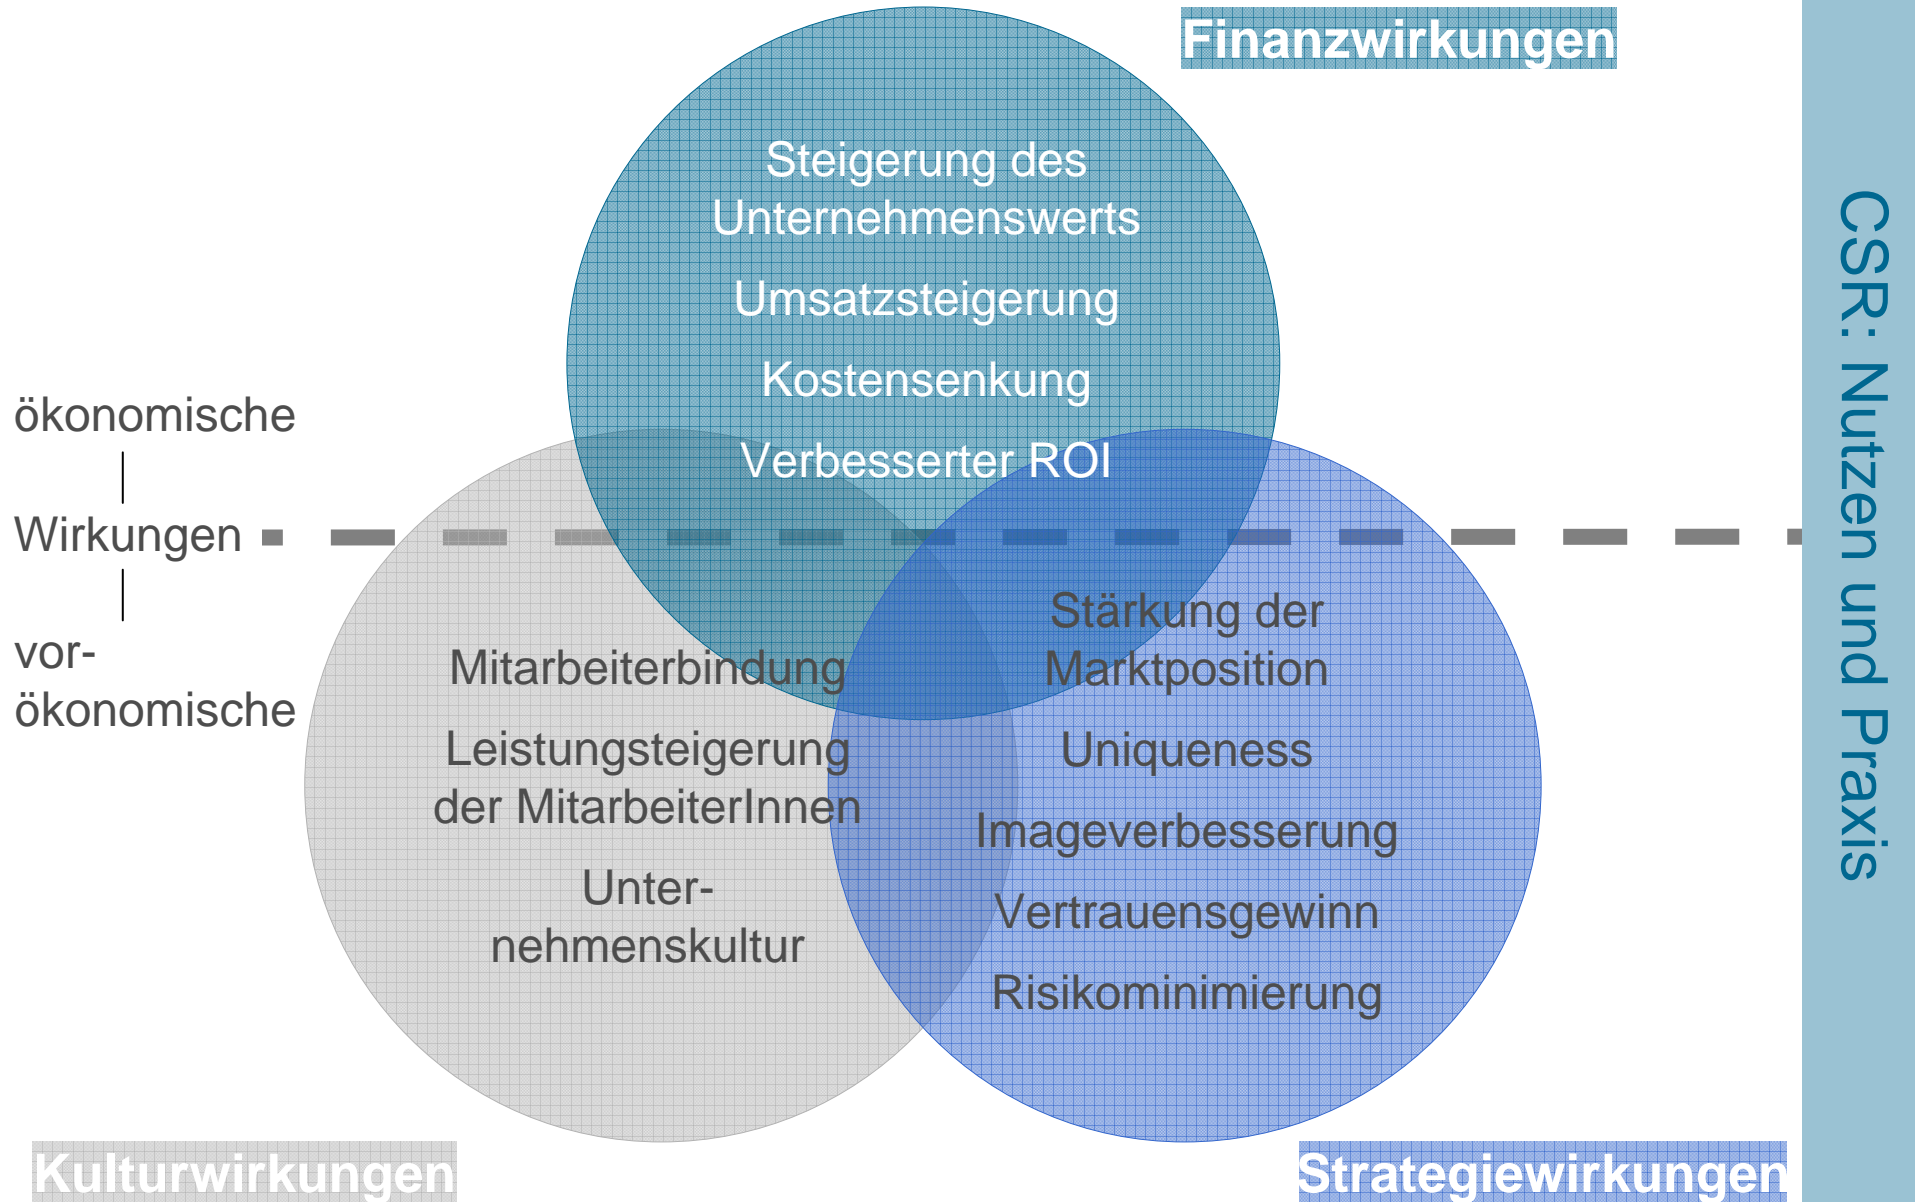 Finanzwirkungen
Steigerung des
Unternehmenswerts
Umsatzsteigerung
Kostensenkung
Verbesserter ROI
ökonomische
Wirkungen
vor-
ökonomische
Mitarbeiterbindung
Leistungsteigerung
der MitarbeiterInnen
Unter-
nehmenskultur
Stärkung der
Marktposition
Uniqueness
Imageverbesserung
Vertrauensgewinn
Risikominimierung
Kulturwirkungen
Strategiewirkungen
CSR: Nutzen und Praxis